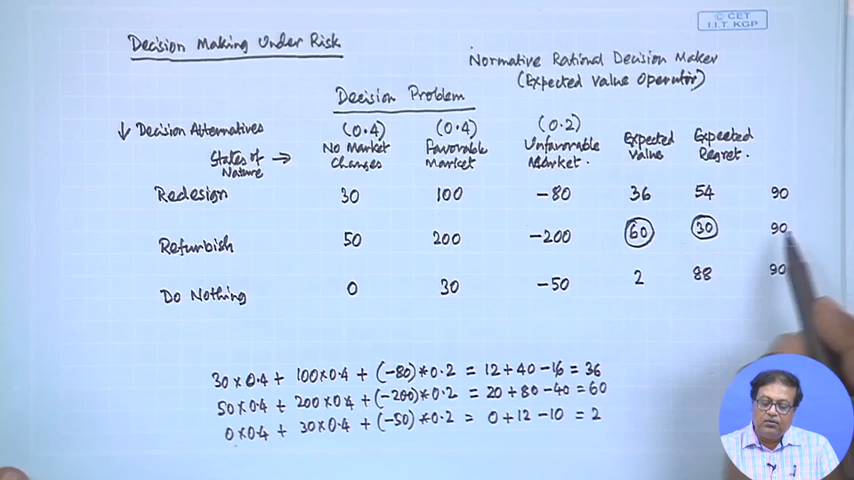 © CET
I.I.T. KGP
Decision Making Under Risk
Normative Rational Decision Maker
(Expected Value Operator)
Decision Problem
↓ Decision Alternatives (0.4) (0.4) (0.2) Expected Expected
States of → No Market Favorable Unfavorable Value Regret.
Nature Changes Market Market.
Redesign 30 100 -80 36 54 90
Refurbish 50 200 -200 60 30 90
Do Nothing 0 30 -50 2 88 90
30 × 0.4 + 100 × 0.4 + (-80) * 0.2 = 12 + 40 - 16 = 36
50 × 0.4 + 200 × 0.4 + (-200) * 0.2 = 20 + 80 - 40 = 60
0 × 0.4 + 30 × 0.4 + (-50) * 0.2 = 0 + 12 - 10 = 2